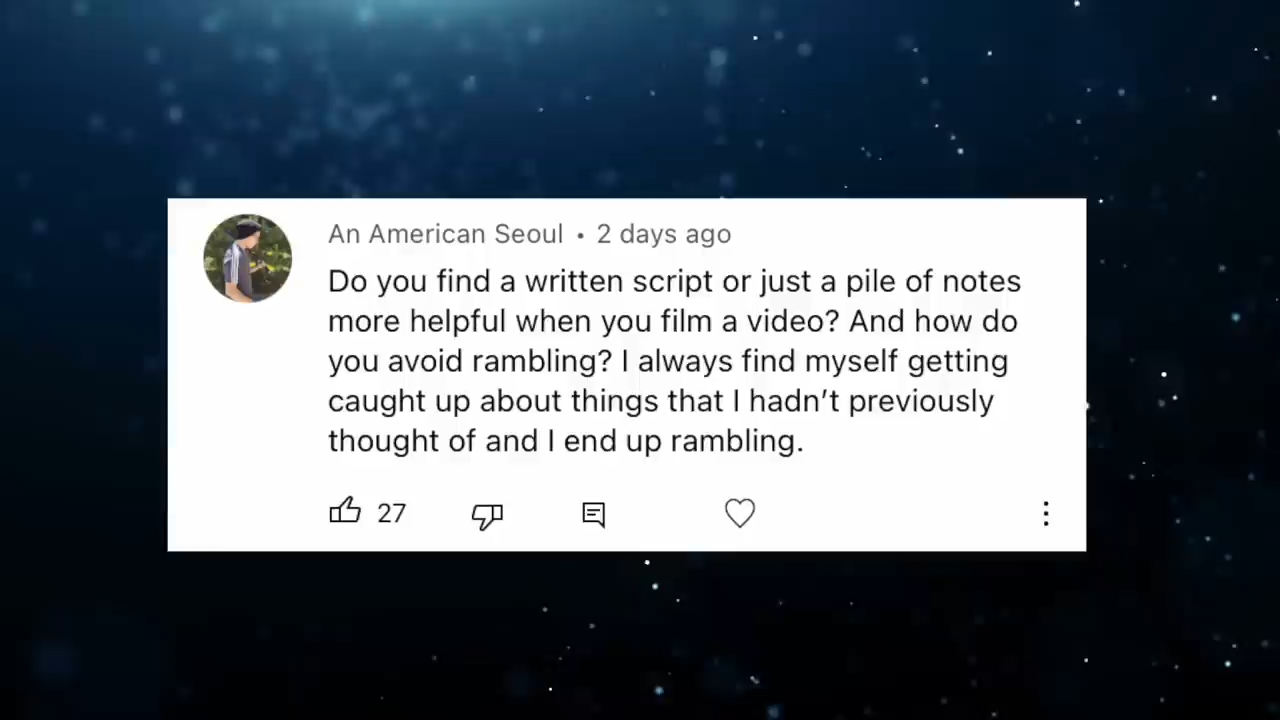 An American Seoul • 2 days ago
Do you find a written script or just a pile of notes
more helpful when you film a video? And how do
you avoid rambling? I always find myself getting
caught up about things that I hadn’t previously
thought of and I end up rambling.
27